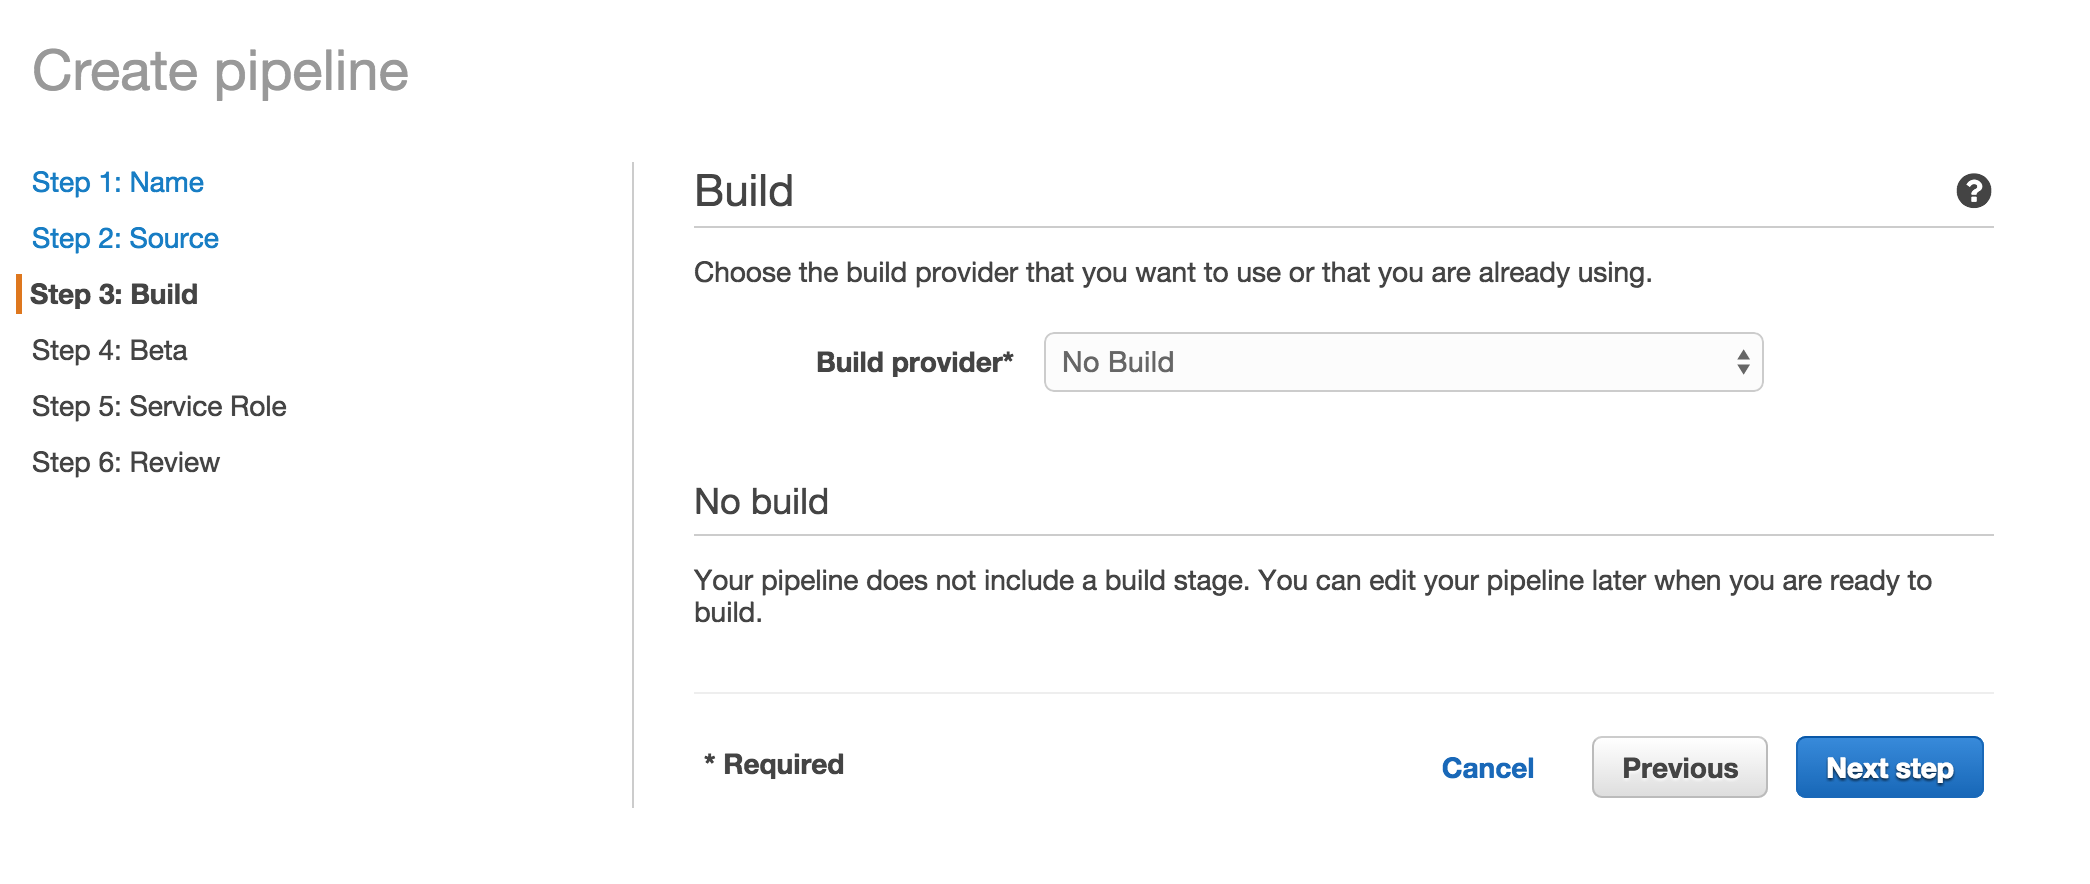 Create pipeline
Step 1: Name
Step 2: Source
Step 3: Build
Step 4: Beta
Step 5: Service Role
Step 6: Review
Build
?
Choose the build provider that you want to use or that you are already using.
Build provider* No Build
No build
Your pipeline does not include a build stage. You can edit your pipeline later when you are ready to
build.
* Required Cancel Previous Next step